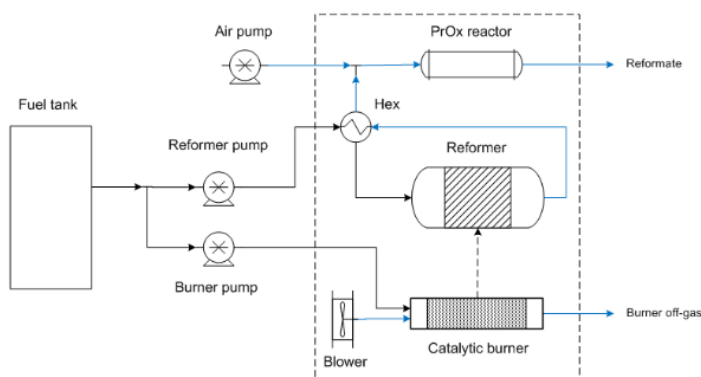 Air pump
PrOx reactor
Reformate
Fuel tank
Hex
Reformer pump
Reformer
Burner pump
Burner off-gas
Blower
Catalytic burner